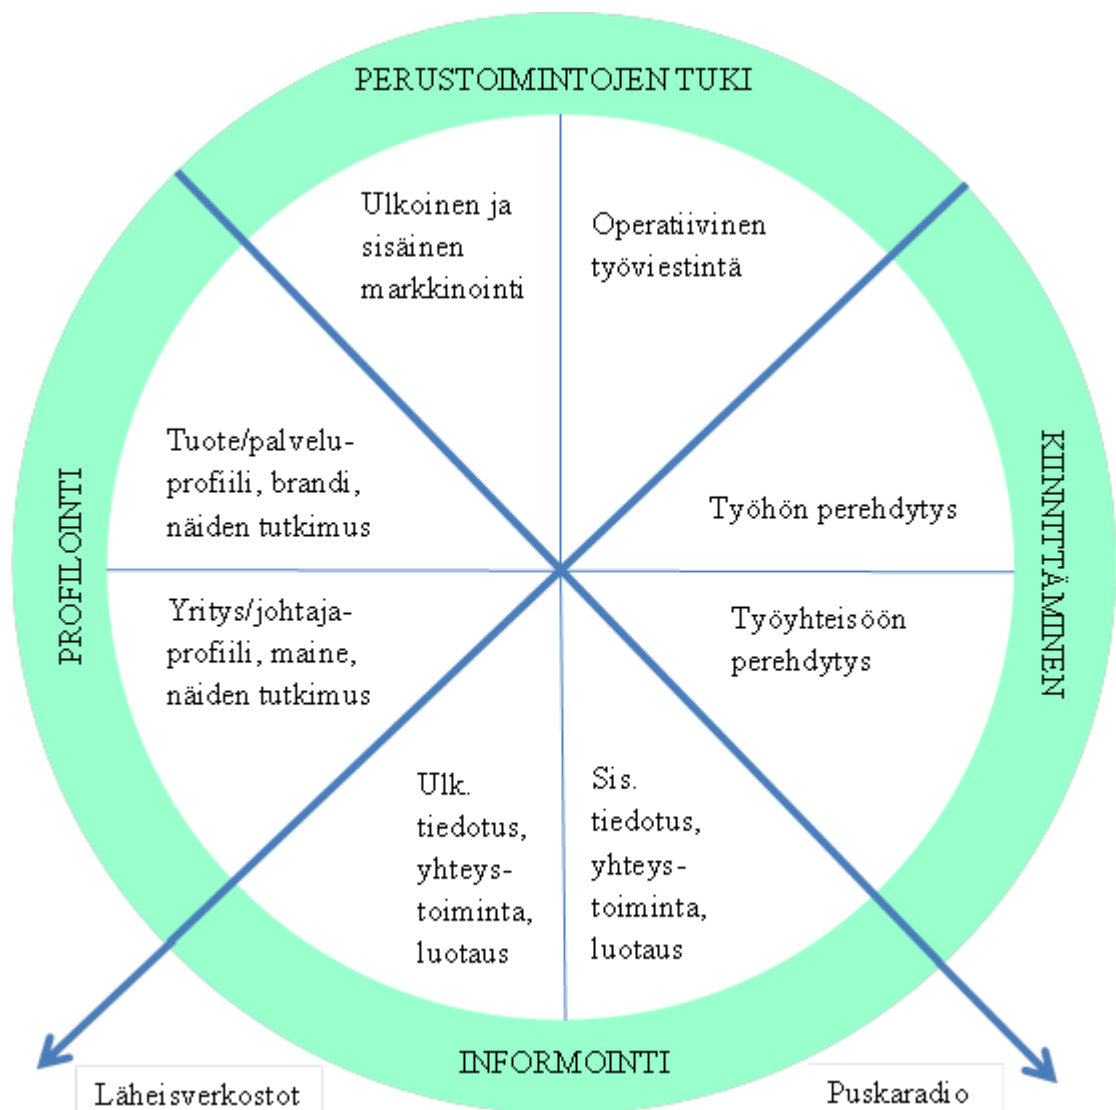 PERUSTOIMINTOJEN TUKI
Ulkoinen ja
sisäinen
markkinointi
Operatiivinen
työviestintä
Tuote/palvelu-
profiili, brandi,
näiden tutkimus
Työhön perehdytys
PROFILOINTI
KIINNITTÄMINEN
Yritys/johtaja-
profiili, maine,
näiden tutkimus
Työyhteisöön
perehdytys
Ulk.
tiedotus,
yhteys-
toiminta,
luotaus
Sis.
tiedotus,
yhteys-
toiminta,
luotaus
INFORMOINTI
Läheisverkostot
Puskaradio